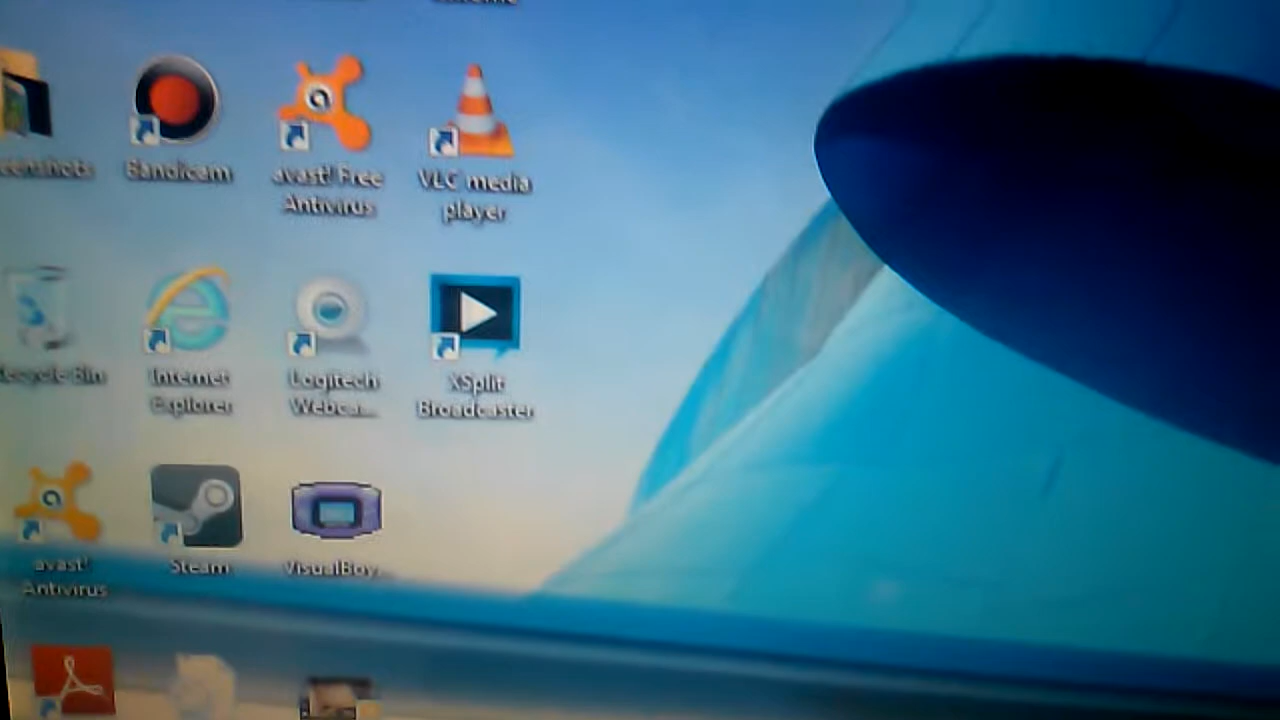 eenshots
Bandicam
avast! Free
Antivirus
VLC media
player
Recycle Bin
Internet
Explorer
Logitech
Webca...
XSplit
Broadcaster
avast!
Antivirus
Steam
VisualBoy...